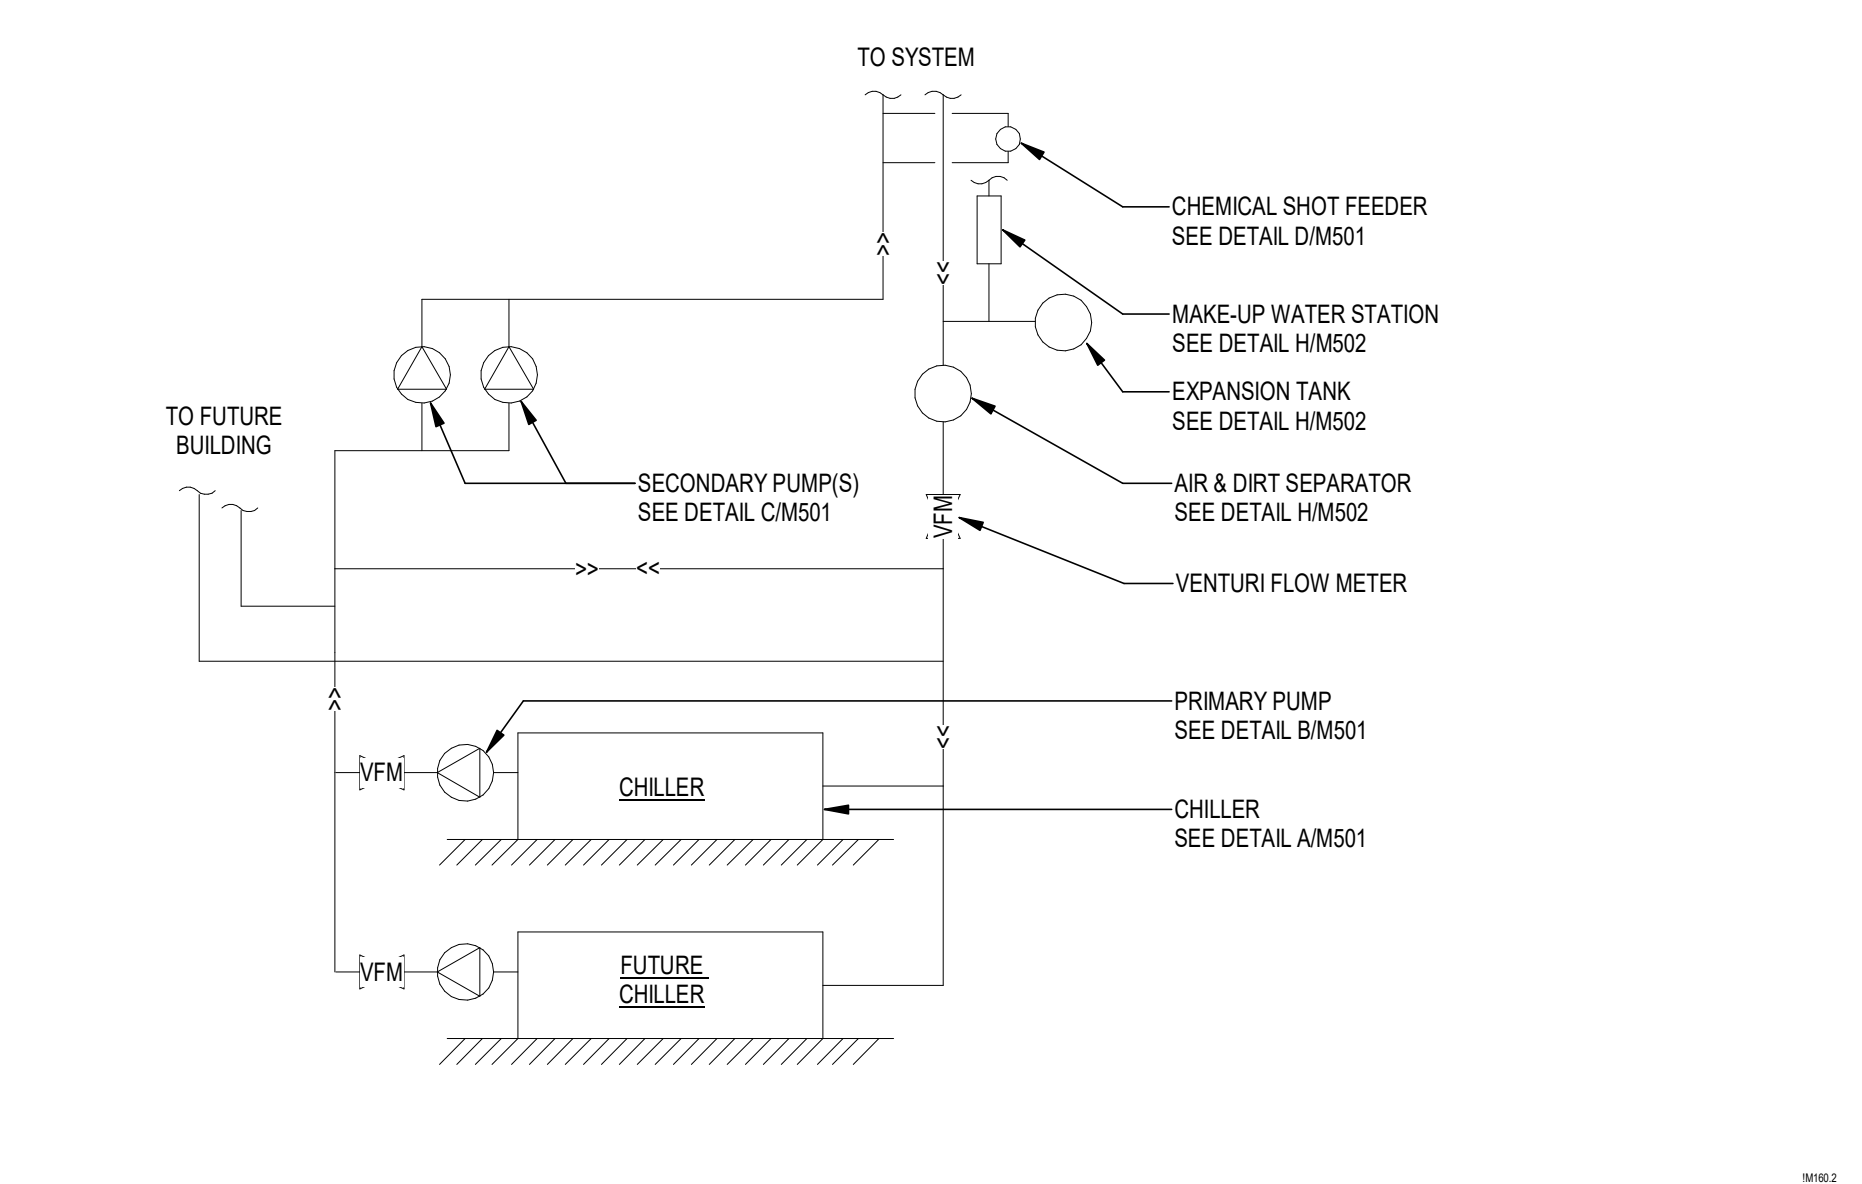 TO SYSTEM
CHEMICAL SHOT FEEDER
SEE DETAIL D/M501
MAKE-UP WATER STATION
SEE DETAIL H/M502
EXPANSION TANK
SEE DETAIL H/M502
TO FUTURE
BUILDING
SECONDARY PUMP(S)
SEE DETAIL C/M501
AIR & DIRT SEPARATOR
SEE DETAIL H/M502
VFM
VENTURI FLOW METER
PRIMARY PUMP
SEE DETAIL B/M501
VFM
CHILLER
CHILLER
SEE DETAIL A/M501
VFM
FUTURE
CHILLER
!M160.2